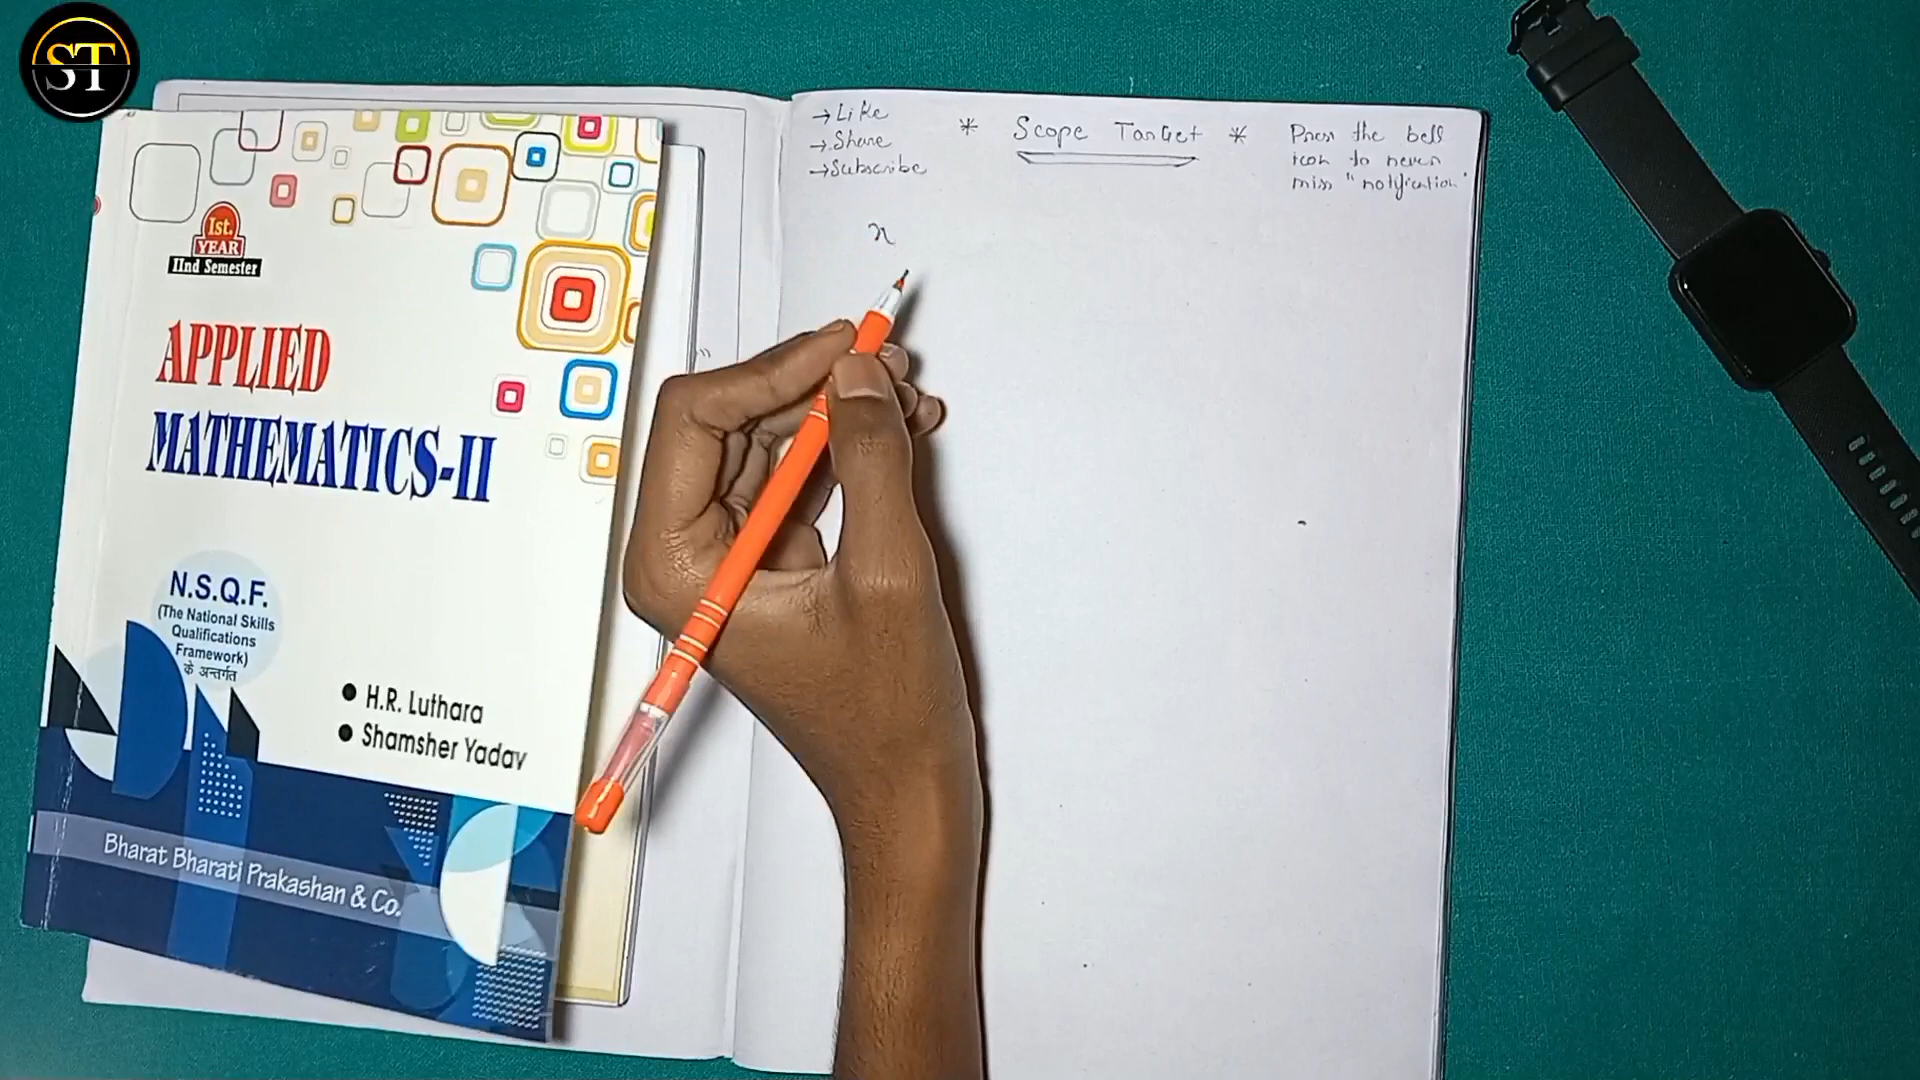 ST
Ist.
YEAR
IInd Semester
APPLIED
MATHEMATICS-II
N.S.Q.F.
(The National Skills
Qualifications
Framework)
के अन्तर्गत
● H.R. Luthara
● Shamsher Yadav
Bharat Bharati Prakashan & Co.
→ Like
→ Share
→ Subscribe
* Scope Target *
Press the bell
icon to never
miss "notification"
x